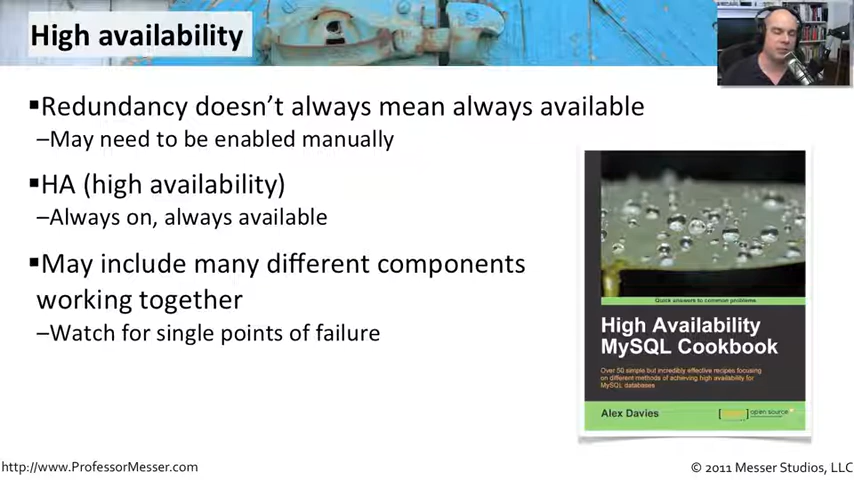 High availability
▪Redundancy doesn't always mean always available
–May need to be enabled manually
▪HA (high availability)
–Always on, always available
▪May include many different components
working together
–Watch for single points of failure
Quick answers to common problems
High Availability
MySQL Cookbook
Over 50 simple but incredibly effective recipes focusing
on different methods of achieving high availability for
MySQL databases
Alex Davies
open source
http://www.ProfessorMesser.com
© 2011 Messer Studios, LLC